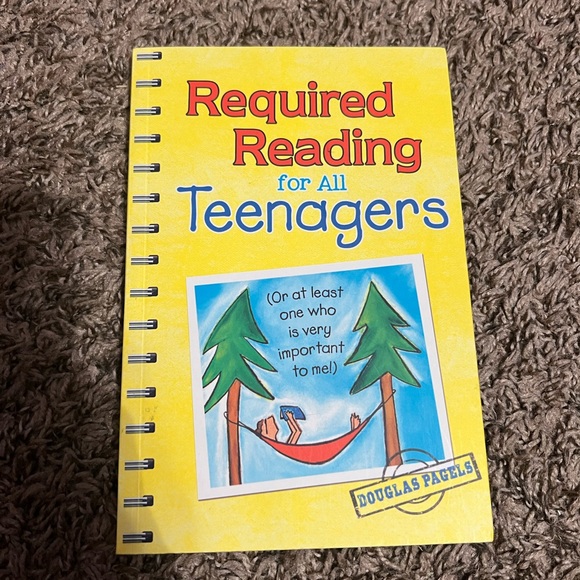 Required
Reading
for All
Teenagers
(Or at least
one who
is very
important
to me!)
DOUGLAS PAGELS